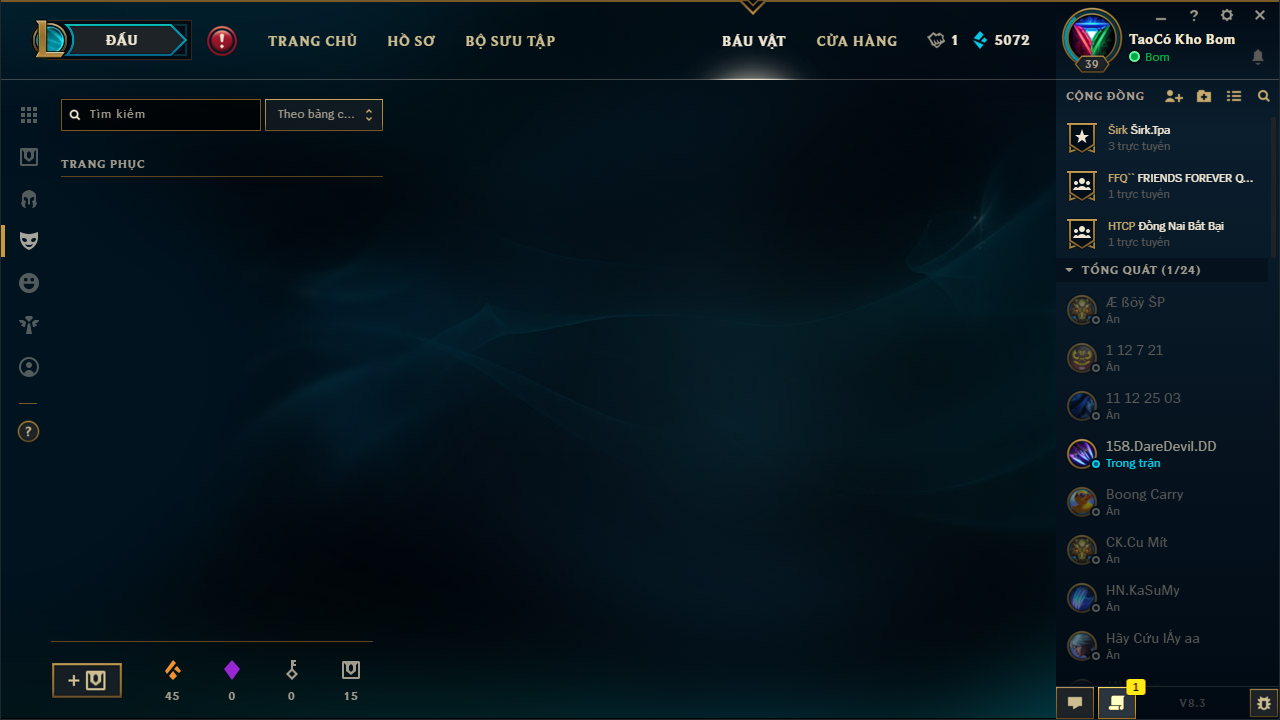 ĐẤU
TRANG CHỦ
HỒ SƠ
BỘ SƯU TẬP
BÁU VẬT
CỬA HÀNG
1
5072
39
TaoCó Kho Bom
Bom
Tìm kiếm
Theo bảng c...
TRANG PHỤC
?
45
0
0
15
CỘNG ĐỒNG
Širk Širk.Tpa
3 trực tuyến
FFQ`` FRIENDS FOREVER Q...
1 trực tuyến
HTCP Đồng Nai Bất Bại
1 trực tuyến
TỔNG QUÁT (1/24)
Æ ßöÿ ŠP
Ẩn
1 12 7 21
Ẩn
11 12 25 03
Ẩn
158.DareDevil.DD
Trong trận
Boong Carry
Ẩn
CK.Cu Mít
Ẩn
HN.KaSuMy
Ẩn
Hãy Cứu lẤy aa
Ẩn
1
V8.3